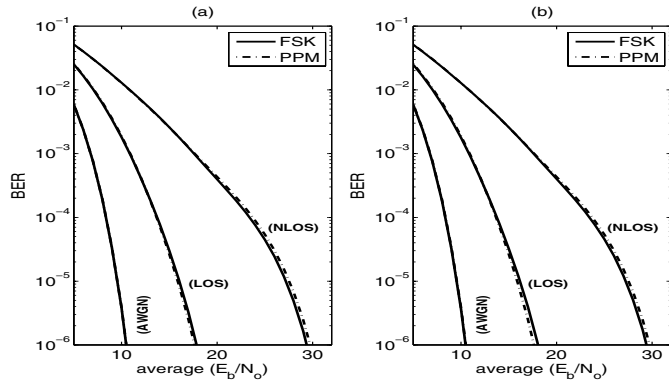 (a)
10^-1
10^-2
10^-3
10^-4
10^-5
10^-6
BER
FSK
PPM
(NLOS)
(LOS)
(AWGN)
10
20
30
average (E_b/N_o)
(b)
10^-1
10^-2
10^-3
10^-4
10^-5
10^-6
BER
FSK
PPM
(NLOS)
(LOS)
(AWGN)
10
20
30
average (E_b/N_o)